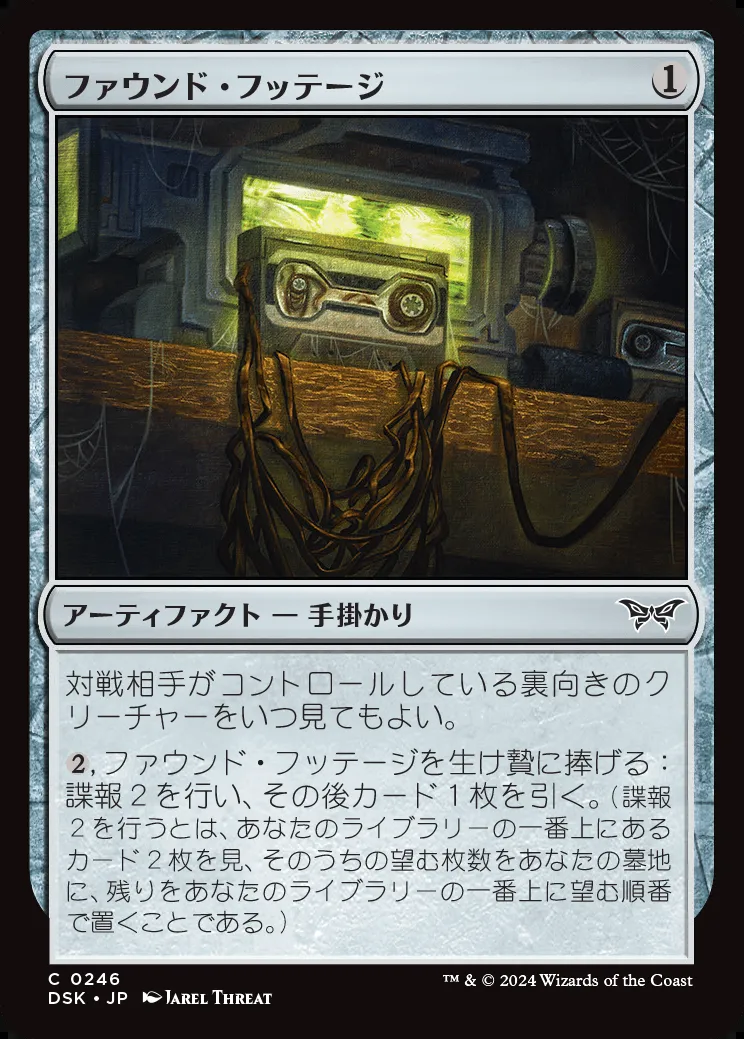 ファウンド・フッテージ
1
アーティファクト ― 手掛かり
対戦相手がコントロールしている裏向きのク
リーチャーをいつ見てもよい。
2,ファウンド・フッテージを生け贄に捧げる：
諜報２を行い、その後カード１枚を引く。（諜報
２を行うとは、あなたのライブラリーの一番上にある
カード２枚を見、そのうちの望む枚数をあなたの墓地
に、残りをあなたのライブラリーの一番上に望む順番
で置くことである。）
C 0246
DSK • JP JAREL THREAT
™ & © 2024 Wizards of the Coast